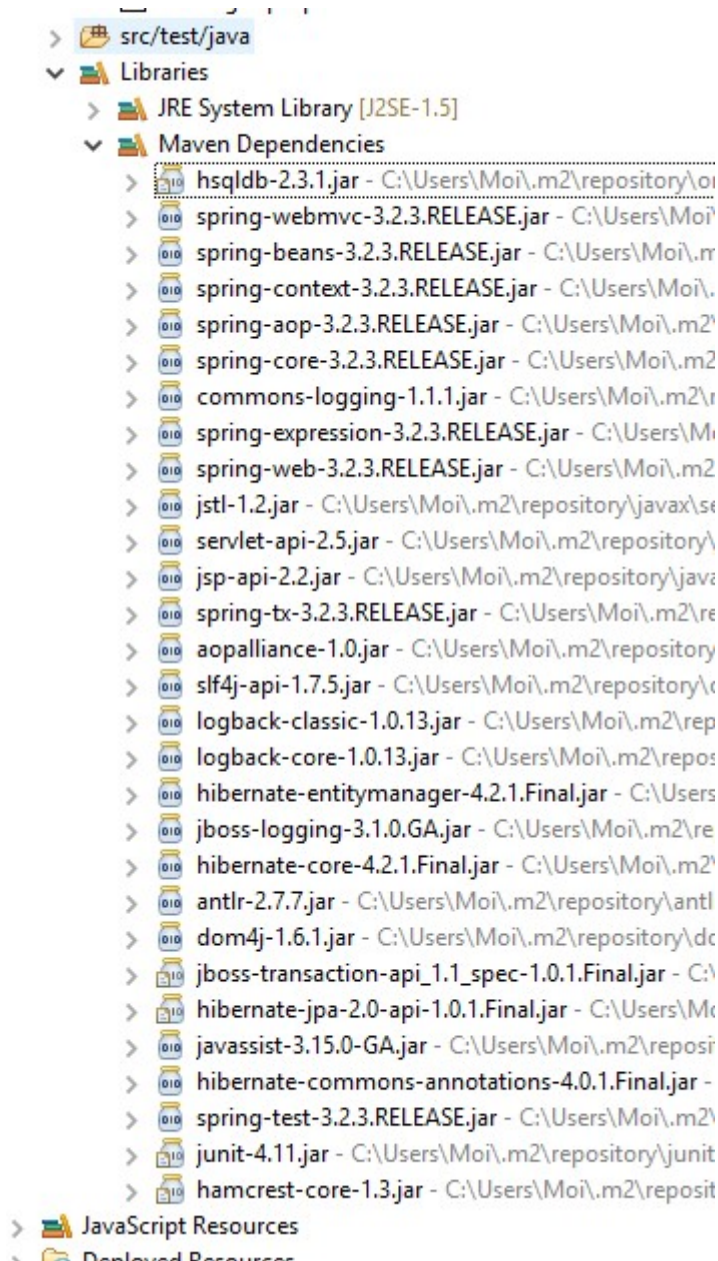 src/test/java
Libraries
JRE System Library [J2SE-1.5]
Maven Dependencies
hsqldb-2.3.1.jar - C:\Users\Moi\.m2\repository\or
spring-webmvc-3.2.3.RELEASE.jar - C:\Users\Moi\
spring-beans-3.2.3.RELEASE.jar - C:\Users\Moi\.m
spring-context-3.2.3.RELEASE.jar - C:\Users\Moi\.
spring-aop-3.2.3.RELEASE.jar - C:\Users\Moi\.m2\
spring-core-3.2.3.RELEASE.jar - C:\Users\Moi\.m2
commons-logging-1.1.1.jar - C:\Users\Moi\.m2\r
spring-expression-3.2.3.RELEASE.jar - C:\Users\Mo
spring-web-3.2.3.RELEASE.jar - C:\Users\Moi\.m2
jstl-1.2.jar - C:\Users\Moi\.m2\repository\javax\se
servlet-api-2.5.jar - C:\Users\Moi\.m2\repository\
jsp-api-2.2.jar - C:\Users\Moi\.m2\repository\java
spring-tx-3.2.3.RELEASE.jar - C:\Users\Moi\.m2\re
aopalliance-1.0.jar - C:\Users\Moi\.m2\repository
slf4j-api-1.7.5.jar - C:\Users\Moi\.m2\repository\o
logback-classic-1.0.13.jar - C:\Users\Moi\.m2\rep
logback-core-1.0.13.jar - C:\Users\Moi\.m2\repos
hibernate-entitymanager-4.2.1.Final.jar - C:\Users
jboss-logging-3.1.0.GA.jar - C:\Users\Moi\.m2\re
hibernate-core-4.2.1.Final.jar - C:\Users\Moi\.m2\
antlr-2.7.7.jar - C:\Users\Moi\.m2\repository\antl
dom4j-1.6.1.jar - C:\Users\Moi\.m2\repository\do
jboss-transaction-api_1.1_spec-1.0.1.Final.jar - C:\
hibernate-jpa-2.0-api-1.0.1.Final.jar - C:\Users\Mo
javassist-3.15.0-GA.jar - C:\Users\Moi\.m2\reposit
hibernate-commons-annotations-4.0.1.Final.jar -
spring-test-3.2.3.RELEASE.jar - C:\Users\Moi\.m2\
junit-4.11.jar - C:\Users\Moi\.m2\repository\junit
hamcrest-core-1.3.jar - C:\Users\Moi\.m2\reposit
JavaScript Resources
Deployed Resources